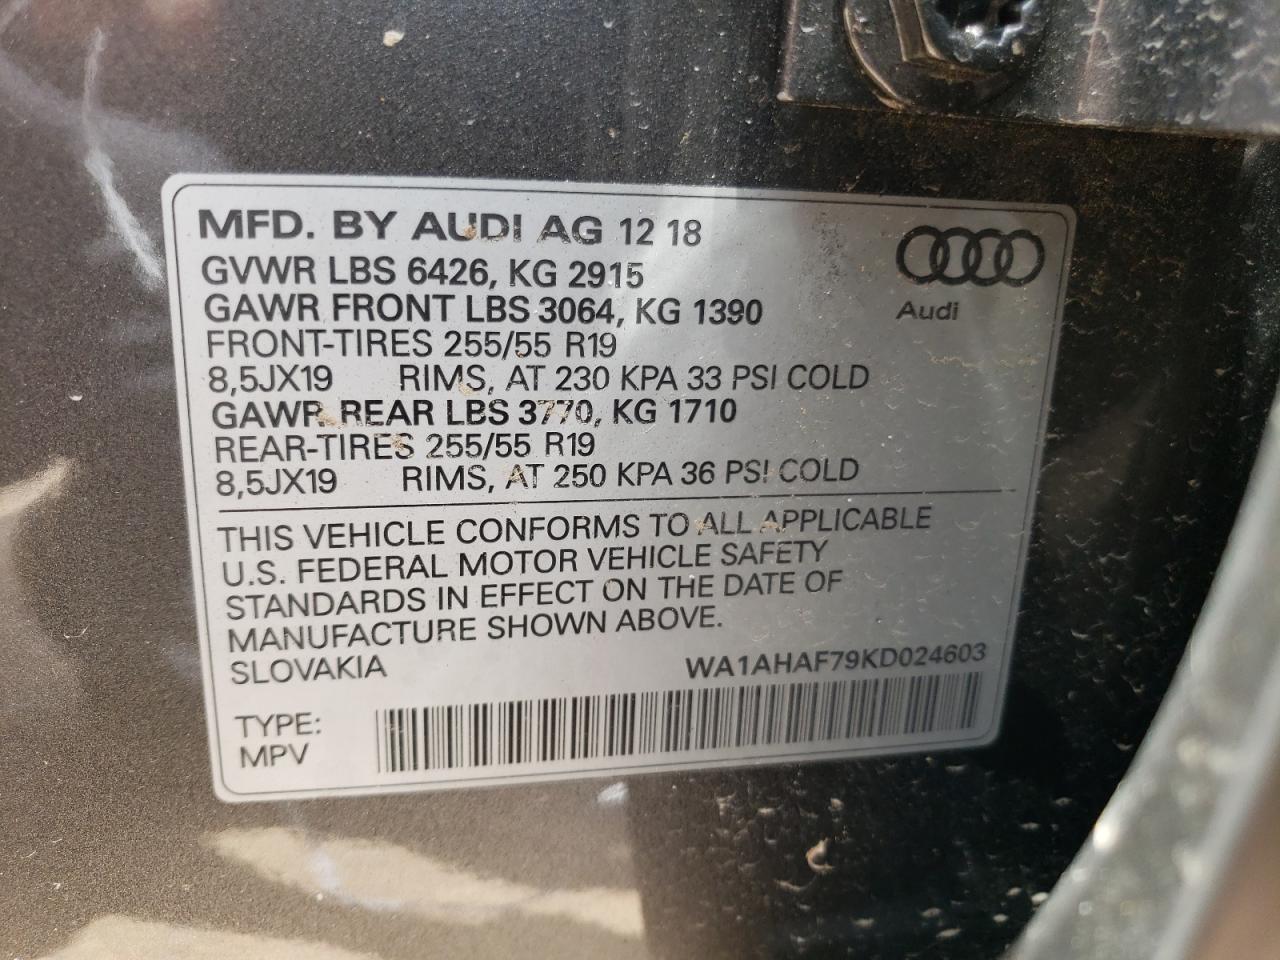 MFD. BY AUDI AG 12 18
GVWR LBS 6426, KG 2915
GAWR FRONT LBS 3064, KG 1390
FRONT-TIRES 255/55 R19
8,5JX19 RIMS, AT 230 KPA 33 PSI COLD
GAWR REAR LBS 3770, KG 1710
REAR-TIRES 255/55 R19
8,5JX19 RIMS, AT 250 KPA 36 PSI COLD
Audi
THIS VEHICLE CONFORMS TO ALL APPLICABLE
U.S. FEDERAL MOTOR VEHICLE SAFETY
STANDARDS IN EFFECT ON THE DATE OF
MANUFACTURE SHOWN ABOVE.
SLOVAKIA WA1AHAF79KD024603
TYPE:
MPV